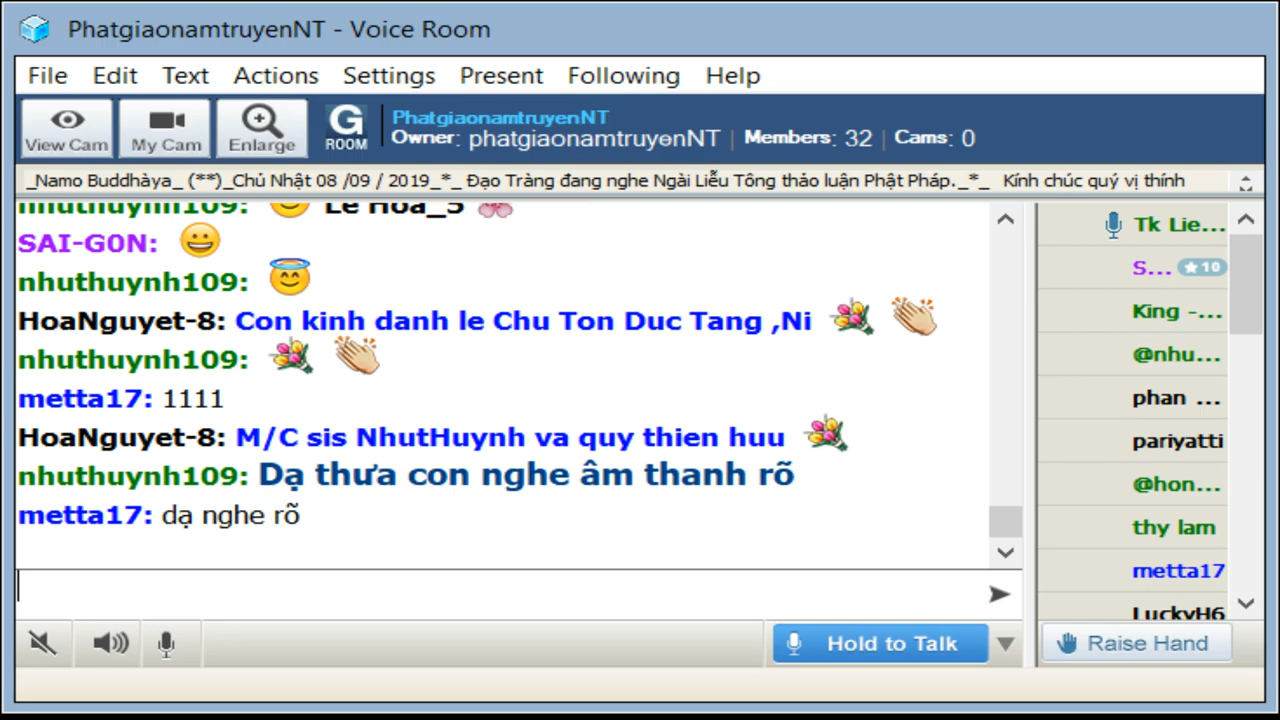 PhatgiaonamtruyenNT - Voice Room
File Edit Text Actions Settings Present Following Help
View Cam My Cam Enlarge G ROOM
PhatgiaonamtruyenNT
Owner: phatgiaonamtruyenNT | Members: 32 | Cams: 0
_Namo Buddhàya_ (**)_Chủ Nhật 08 /09 / 2019_*_ Đạo Tràng đang nghe Ngài Liễu Tông thảo luận Phật Pháp._*_ Kính chúc quý vị thính
nhuthuynh109: Le Hoa_5
SAI-G0N:
nhuthuynh109:
HoaNguyet-8: Con kinh danh le Chu Ton Duc Tang ,Ni
nhuthuynh109:
metta17: 1111
HoaNguyet-8: M/C sis NhutHuynh va quy thien huu
nhuthuynh109: Dạ thưa con nghe âm thanh rõ
metta17: dạ nghe rõ
Tk Lie...
S... 10
King -...
@nhu...
phan ...
pariyatti
@hon...
thy lam
metta17
LuckyH6
Hold to Talk
Raise Hand